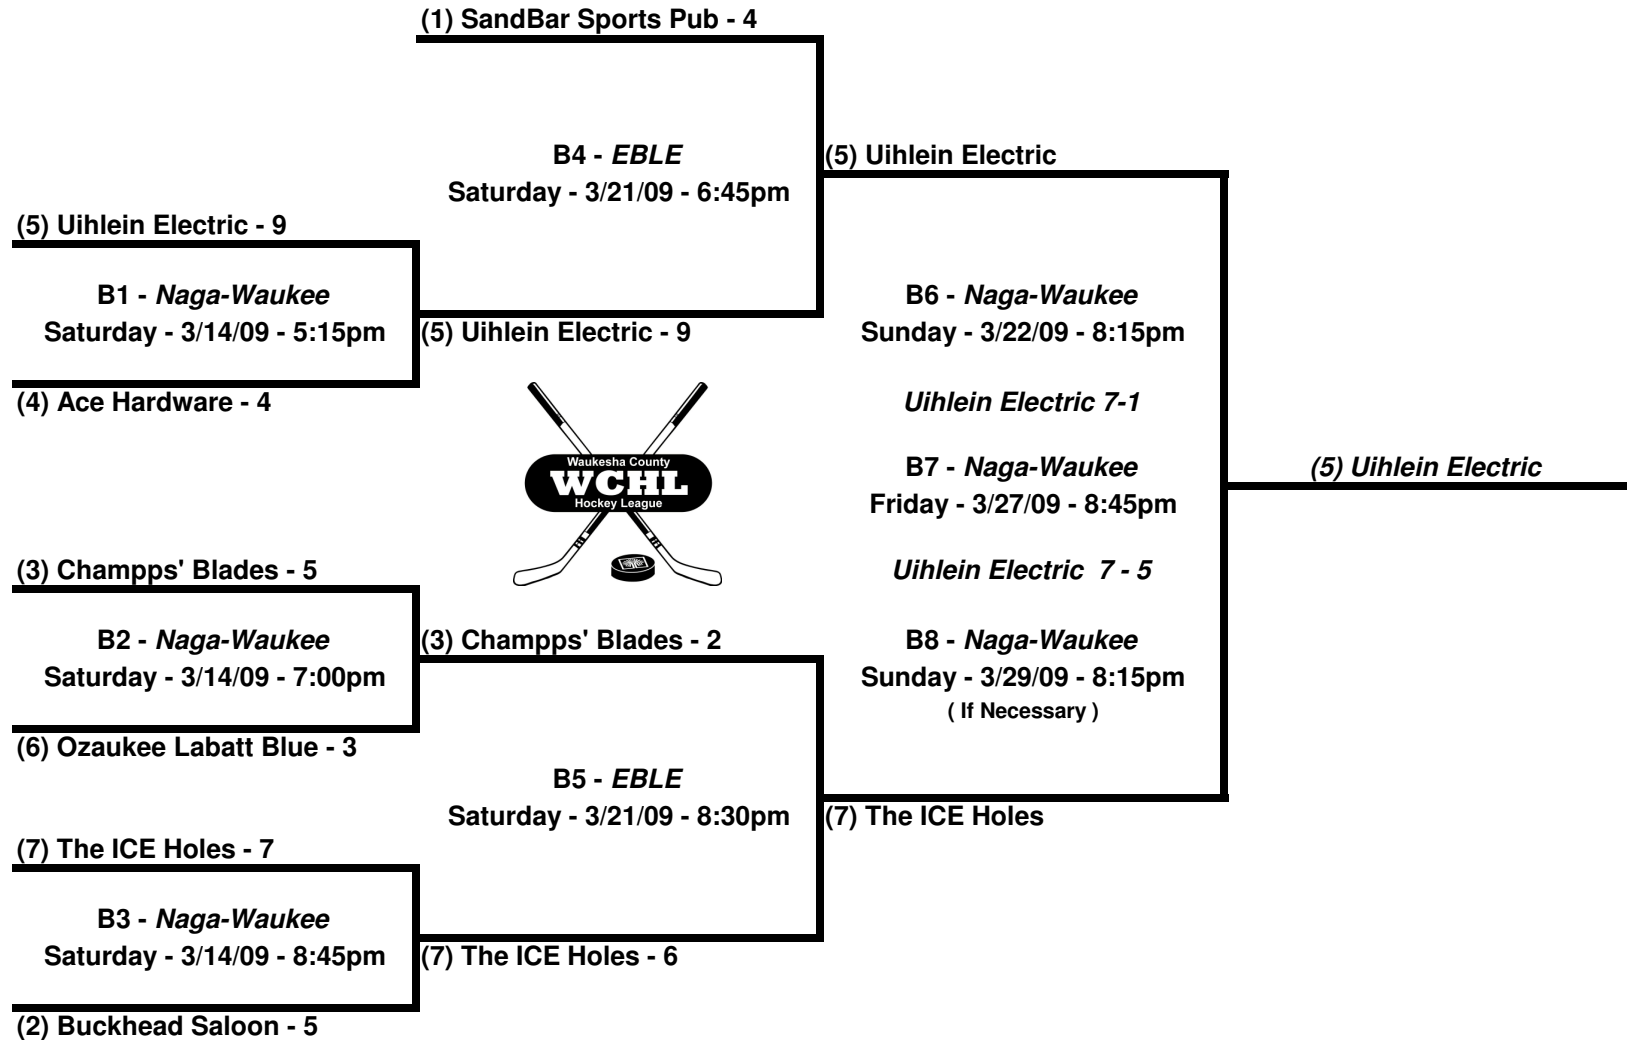 (1) SandBar Sports Pub - 4
B4 - EBLE
Saturday - 3/21/09 - 6:45pm
(5) Uihlein Electric
(5) Uihlein Electric - 9
B1 - Naga-Waukee
Saturday - 3/14/09 - 5:15pm
(4) Ace Hardware - 4
(5) Uihlein Electric - 9
B6 - Naga-Waukee
Sunday - 3/22/09 - 8:15pm
Uihlein Electric 7-1
Waukesha County
WCHL
Hockey League
B7 - Naga-Waukee
Friday - 3/27/09 - 8:45pm
(5) Uihlein Electric
Uihlein Electric 7 - 5
(3) Champps' Blades - 5
B2 - Naga-Waukee
Saturday - 3/14/09 - 7:00pm
(6) Ozaukee Labatt Blue - 3
(3) Champps' Blades - 2
B8 - Naga-Waukee
Sunday - 3/29/09 - 8:15pm
( If Necessary )
B5 - EBLE
Saturday - 3/21/09 - 8:30pm
(7) The ICE Holes
(7) The ICE Holes - 7
B3 - Naga-Waukee
Saturday - 3/14/09 - 8:45pm
(2) Buckhead Saloon - 5
(7) The ICE Holes - 6